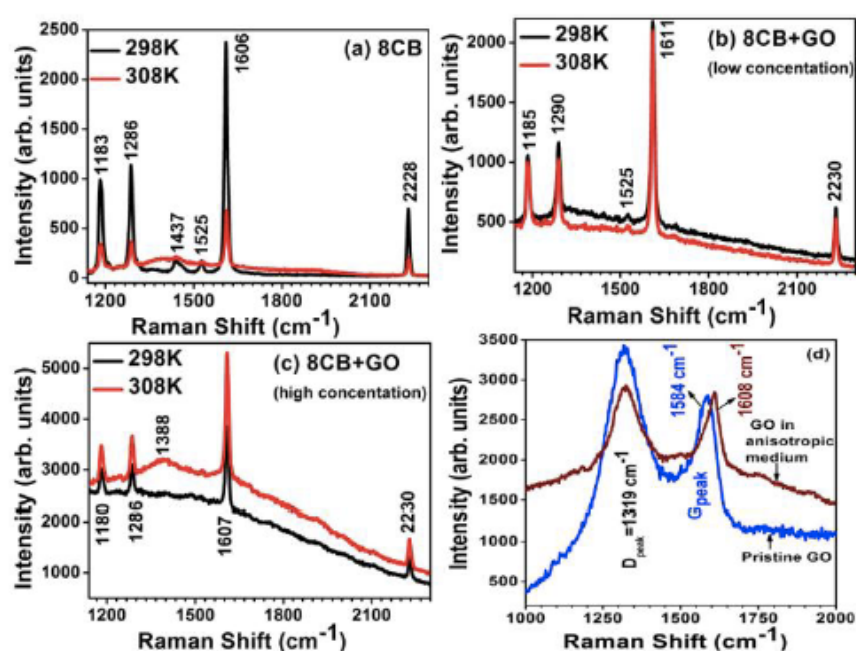 (a) 8CB
298K
308K
1183
1286
1437
1525
1606
2228
2500
2000
1500
1000
500
0
Intensity (arb. units)
1200 1500 1800 2100
Raman Shift (cm⁻¹)
(b) 8CB+GO
(low concentation)
298K
308K
1185
1290
1525
1611
2230
2000
1500
1000
500
Intensity (arb. units)
1200 1500 1800 2100
Raman Shift (cm⁻¹)
(c) 8CB+GO
(high concentation)
298K
308K
1180
1286
1388
1607
2230
5000
4000
3000
2000
1000
Intensity (arb. units)
1200 1500 1800 2100
Raman Shift (cm⁻¹)
(d)
1584 cm⁻¹
1608 cm⁻¹
GO in
anisotropic
medium
D peak =1319 cm⁻¹
Gpeak
Pristine GO
3500
3000
2500
2000
1500
1000
500
Intensity (arb. units)
1000 1250 1500 1750 2000
Raman Shift (cm⁻¹)